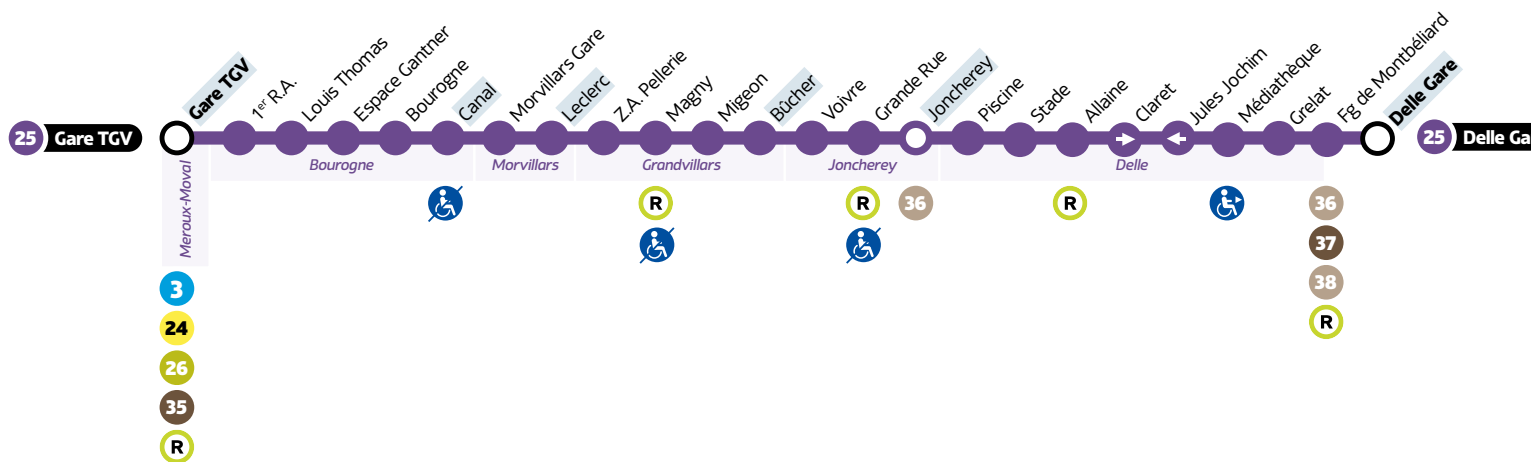 25 Gare TGV
Gare TGV
1er R.A.
Louis Thomas
Espace Gantner
Bourogne
Canal
Morvillars Gare
Leclerc
Z.A. Pellerie
Magny
Migeon
Bûcher
Voivre
Grande Rue
Joncherey
Piscine
Stade
Allaine
Claret
Jules Jochim
Médiathèque
Grelat
Fg de Montbéliard
Delle Gare
25 Delle Ga
Meroux-Moval
Bourogne
Morvillars
Grandvillars
Joncherey
Delle
R
R
36
R
36
37
38
R
3
24
26
35
R